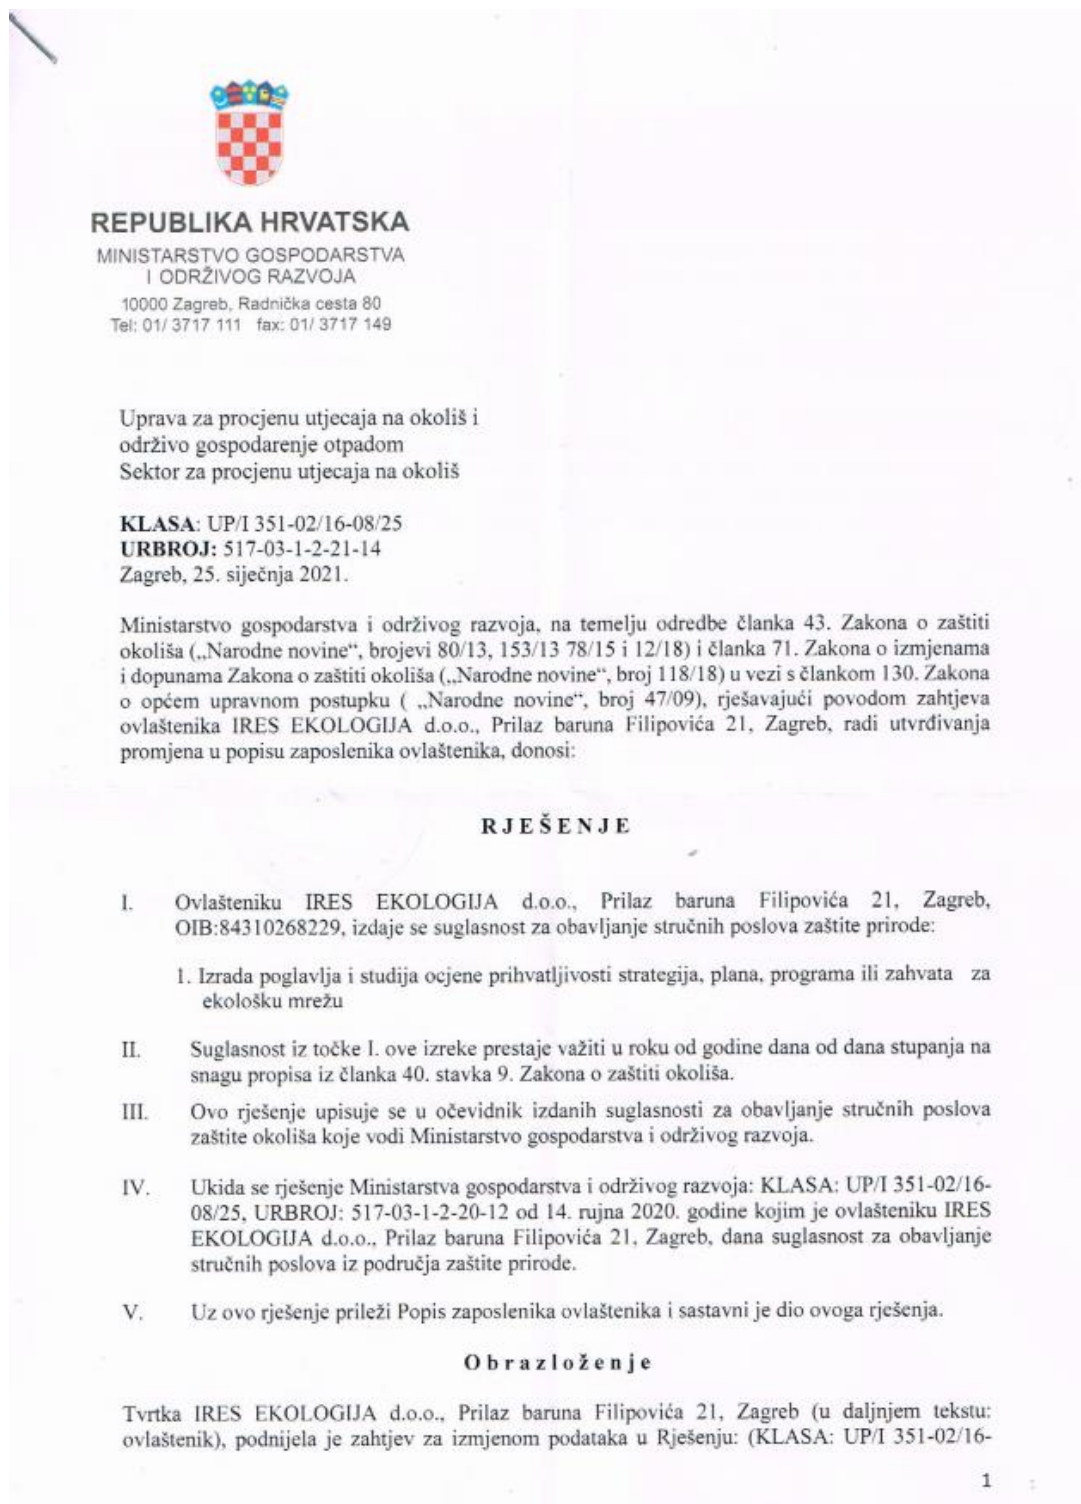 REPUBLIKA HRVATSKA
MINISTARSTVO GOSPODARSTVA
I ODRŽIVOG RAZVOJA
10000 Zagreb, Radnička cesta 80
Tel: 01/ 3717 111 fax: 01/ 3717 149
Uprava za procjenu utjecaja na okoliš i
održivo gospodarenje otpadom
Sektor za procjenu utjecaja na okoliš
KLASA: UP/I 351-02/16-08/25
URBROJ: 517-03-1-2-21-14
Zagreb, 25. siječnja 2021.
Ministarstvo gospodarstva i održivog razvoja, na temelju odredbe članka 43. Zakona o zaštiti
okoliša („Narodne novine“, brojevi 80/13, 153/13 78/15 i 12/18) i članka 71. Zakona o izmjenama
i dopunama Zakona o zaštiti okoliša („Narodne novine“, broj 118/18) u vezi s člankom 130. Zakona
o općem upravnom postupku ( „Narodne novine“, broj 47/09), rješavajući povodom zahtjeva
ovlaštenika IRES EKOLOGIJA d.o.o., Prilaz baruna Filipovića 21, Zagreb, radi utvrđivanja
promjena u popisu zaposlenika ovlaštenika, donosi:
RJEŠENJE
I. Ovlašteniku IRES EKOLOGIJA d.o.o., Prilaz baruna Filipovića 21, Zagreb,
OIB:84310268229, izdaje se suglasnost za obavljanje stručnih poslova zaštite prirode:
1. Izrada poglavlja i studija ocjene prihvatljivosti strategija, plana, programa ili zahvata za
ekološku mrežu
II. Suglasnost iz točke I. ove izreke prestaje važiti u roku od godine dana od dana stupanja na
snagu propisa iz članka 40. stavka 9. Zakona o zaštiti okoliša.
III. Ovo rješenje upisuje se u očevidnik izdanih suglasnosti za obavljanje stručnih poslova
zaštite okoliša koje vodi Ministarstvo gospodarstva i održivog razvoja.
IV. Ukida se rješenje Ministarstva gospodarstva i održivog razvoja: KLASA: UP/I 351-02/16-
08/25, URBROJ: 517-03-1-2-20-12 od 14. rujna 2020. godine kojim je ovlašteniku IRES
EKOLOGIJA d.o.o., Prilaz baruna Filipovića 21, Zagreb, dana suglasnost za obavljanje
stručnih poslova iz područja zaštite prirode.
V. Uz ovo rješenje prileži Popis zaposlenika ovlaštenika i sastavni je dio ovoga rješenja.
Obrazloženje
Tvrtka IRES EKOLOGIJA d.o.o., Prilaz baruna Filipovića 21, Zagreb (u daljnjem tekstu:
ovlaštenik), podnijela je zahtjev za izmjenom podataka u Rješenju: (KLASA: UP/I 351-02/16-
1